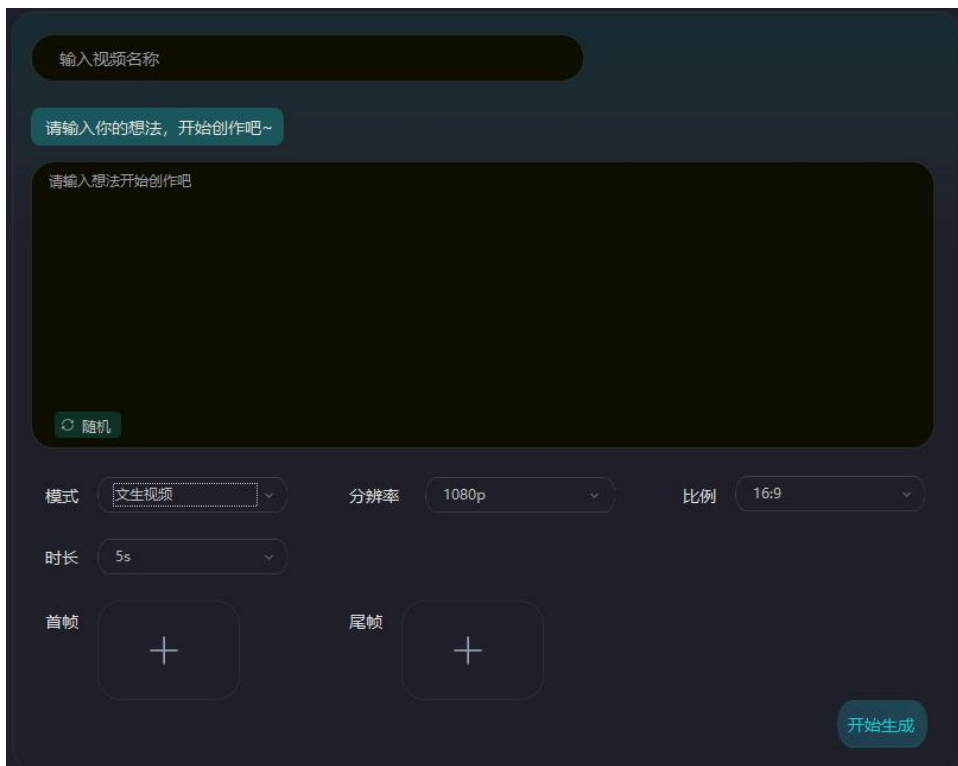 输入视频名称
请输入你的想法，开始创作吧~
请输入想法开始创作吧
随机
模式 文生视频 分辨率 1080p 比例 16:9
时长 5s
首帧 尾帧
开始生成